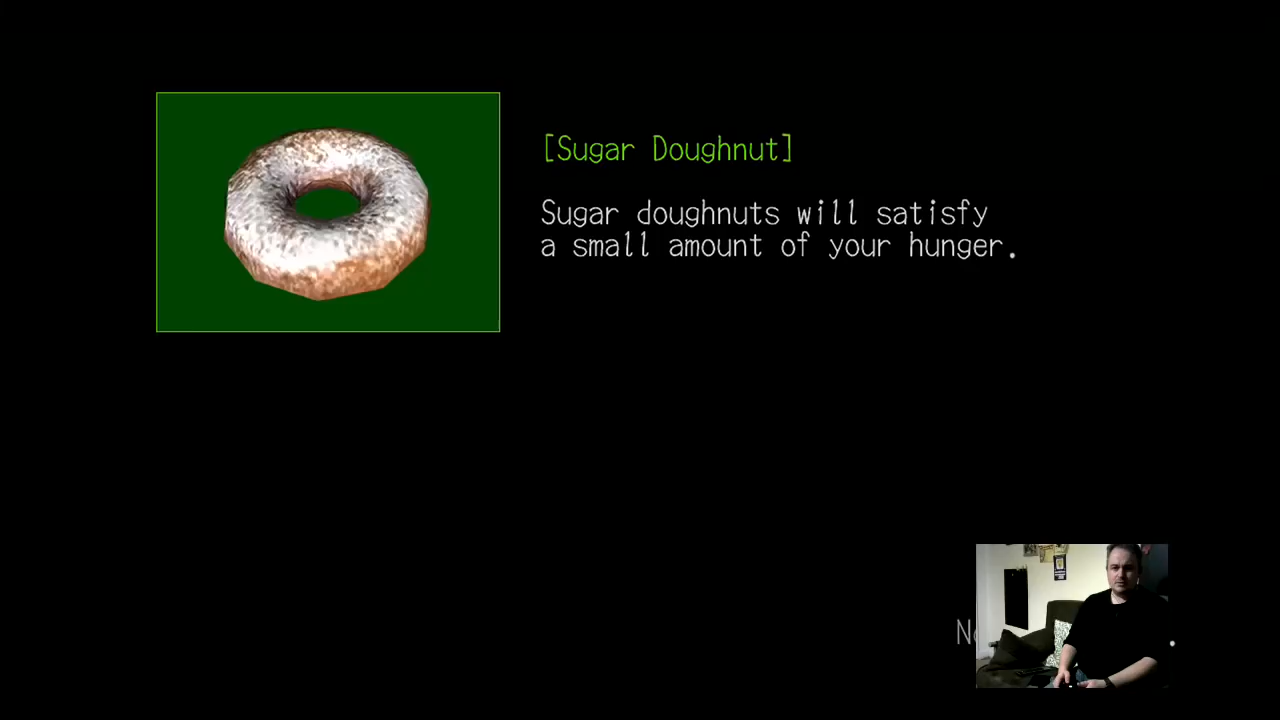 [Sugar Doughnut]
Sugar doughnuts will satisfy
a small amount of your hunger.